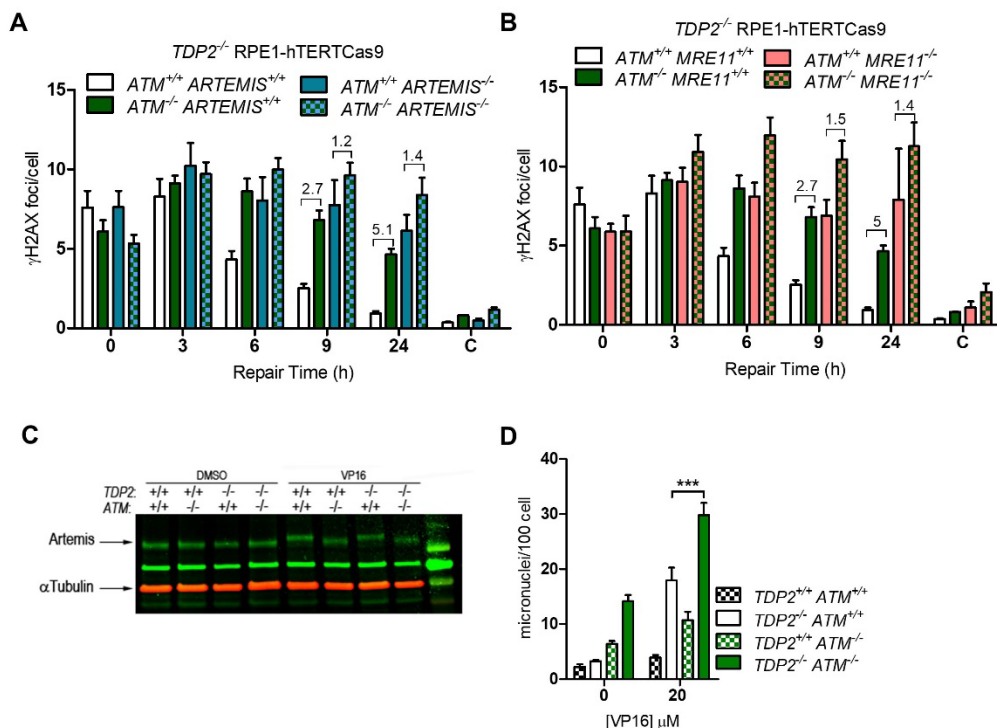 A
TDP2-/- RPE1-hTERTCas9
ATM+/+ ARTEMIS+/+
ATM+/+ ARTEMIS-/-
ATM-/- ARTEMIS+/+
ATM-/- ARTEMIS-/-
15
10
5
0
γH2AX foci/cell
2.7
1.2
5.1
1.4
0 3 6 9 24 C
Repair Time (h)
B
TDP2-/- RPE1-hTERTCas9
ATM+/+ MRE11+/+
ATM+/+ MRE11-/-
ATM-/- MRE11+/+
ATM-/- MRE11-/-
15
10
5
0
γH2AX foci/cell
2.7
1.5
5
1.4
0 3 6 9 24 C
Repair Time (h)
C
DMSO VP16
TDP2: +/+ +/+ -/- -/- +/+ +/+ -/- -/-
ATM: +/+ -/- +/+ -/- +/+ -/- +/+ -/-
Artemis
αTubulin
D
40
30
20
10
0
micronuclei/100 cell
***
0 20
[VP16] μM
TDP2+/+ ATM+/+
TDP2-/- ATM+/+
TDP2+/+ ATM-/-
TDP2-/- ATM-/-